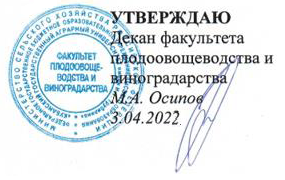 УТВЕРЖДАЮ
Декан факультета
плодоовощеводства и
виноградарства
М.А. Осипов
3.04.2022
ФАКУЛЬТЕТ
ПЛОДООВОЩЕ-
ВОДСТВА И
ВИНОГРАДАРСТВА